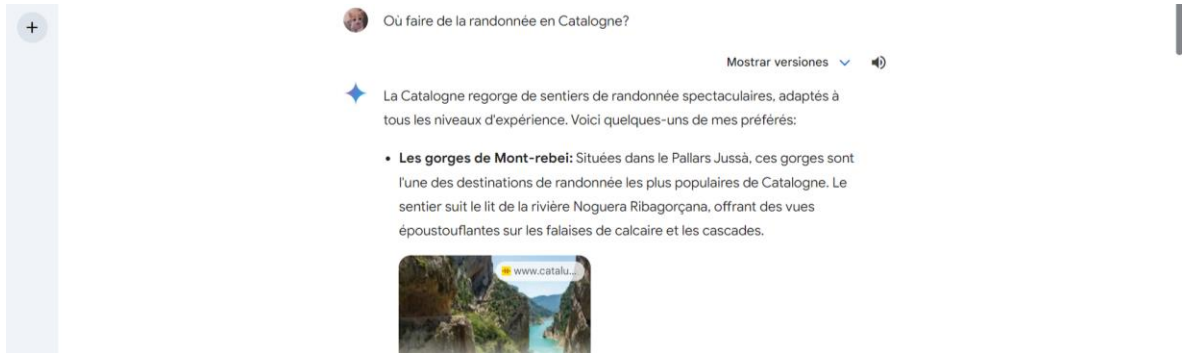 Où faire de la randonnée en Catalogne?
Mostrar versiones
La Catalogne regorge de sentiers de randonnée spectaculaires, adaptés à
tous les niveaux d'expérience. Voici quelques-uns de mes préférés:
• Les gorges de Mont-rebei: Situées dans le Pallars Jussà, ces gorges sont
l'une des destinations de randonnée les plus populaires de Catalogne. Le
sentier suit le lit de la rivière Noguera Ribagorçana, offrant des vues
époustouflantes sur les falaises de calcaire et les cascades.
www.catalu...